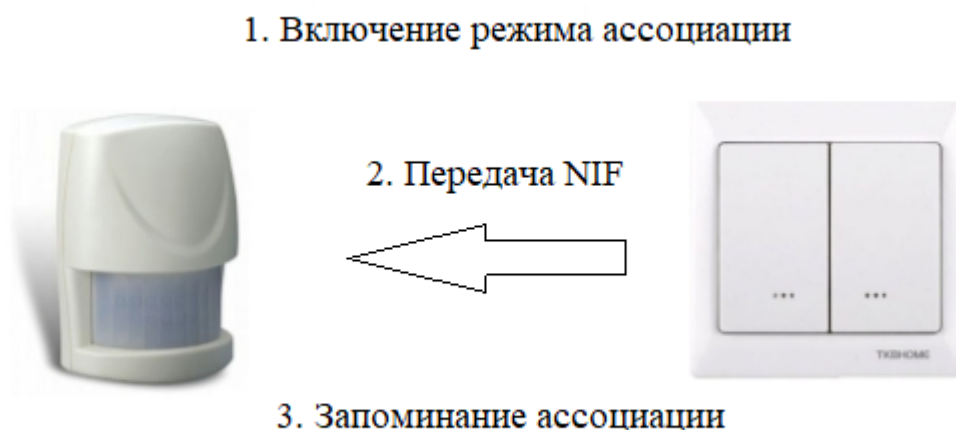 1. Включение режима ассоциации
2. Передача NIF
TKBHOME
3. Запоминание ассоциации